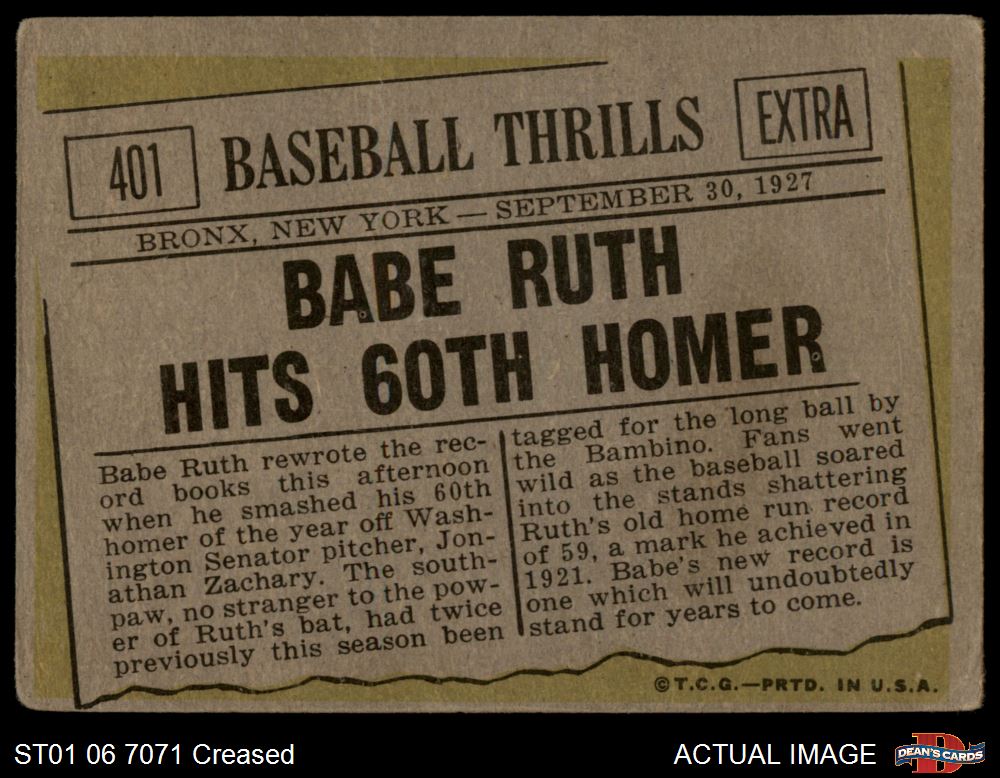 401 BASEBALL THRILLS EXTRA
BRONX, NEW YORK — SEPTEMBER 30, 1927
BABE RUTH
HITS 60TH HOMER
Babe Ruth rewrote the rec-
ord books this afternoon
when he smashed his 60th
homer of the year off Wash-
ington Senator pitcher, Jon-
athan Zachary. The south-
paw, no stranger to the pow-
er of Ruth's bat, had twice
previously this season been
tagged for the long ball by
the Bambino. Fans went
wild as the baseball soared
into the stands shattering
Ruth's old home run record
of 59, a mark he achieved in
1921. Babe's new record is
one which will undoubtedly
stand for years to come.
©T.C.G.—PRTD. IN U.S.A.
ST01 06 7071 Creased
ACTUAL IMAGE
DEAN'S CARDS